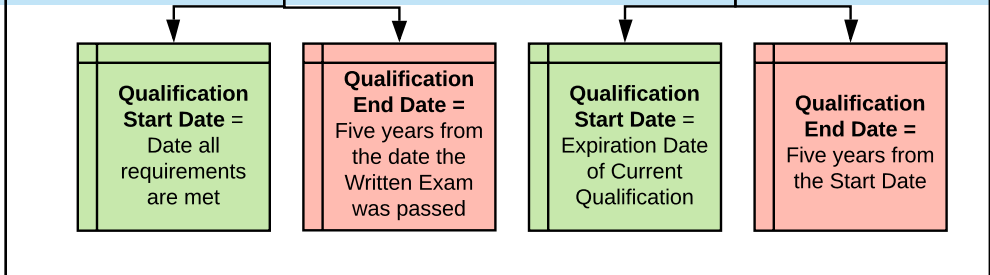 Qualification
Start Date =
Date all
requirements
are met
Qualification
End Date =
Five years from
the date the
Written Exam
was passed
Qualification
Start Date =
Expiration Date
of Current
Qualification
Qualification
End Date =
Five years from
the Start Date